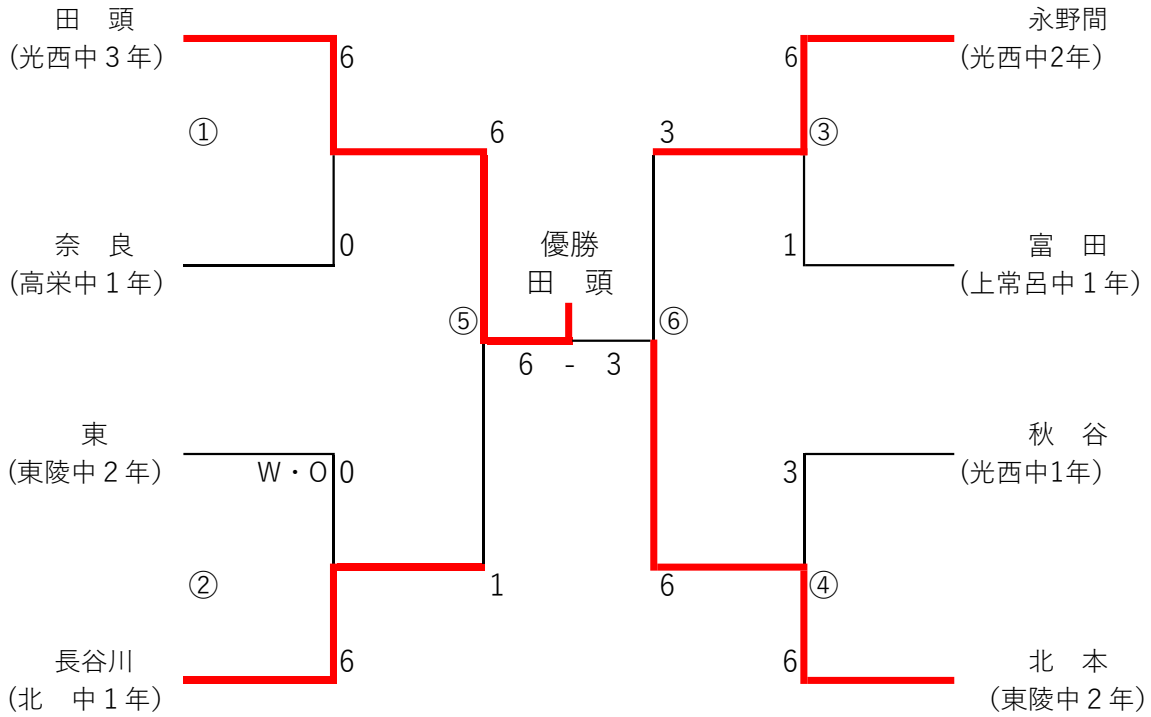 田　頭
(光西中３年)
6
①
6
奈　良
(高栄中１年)
0
優勝
田　頭
⑤
6　-　3
東
(東陵中２年)
W・O
0
②
1
長谷川
(北　中１年)
6
永野間
(光西中2年)
6
3
③
1
富　田
(上常呂中１年)
⑥
秋　谷
(光西中1年)
3
6
④
6
北　本
(東陵中２年)